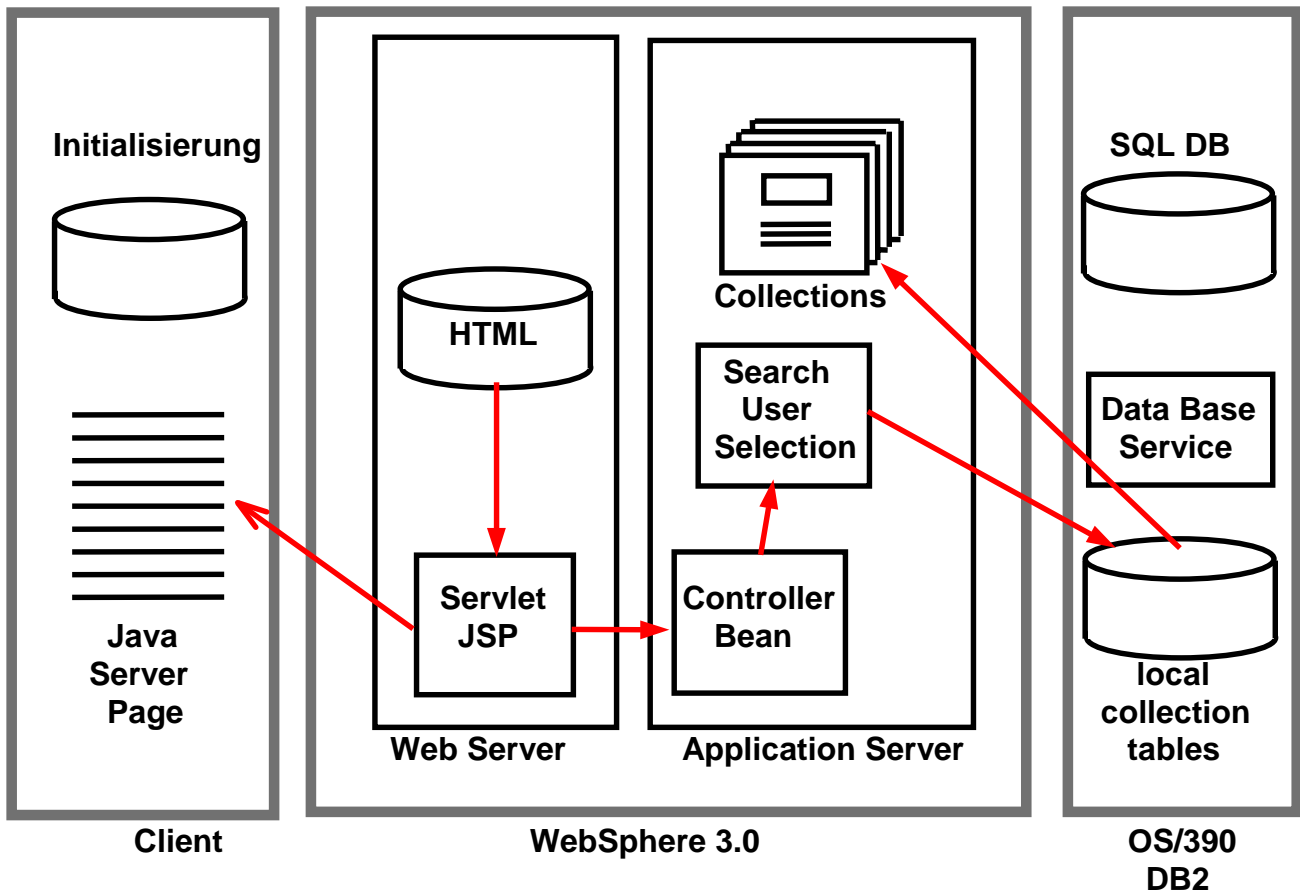 Initialisierung
Java
Server
Page
Client
HTML
Servlet
JSP
Web Server
Collections
Search
User
Selection
Controller
Bean
Application Server
WebSphere 3.0
SQL DB
Data Base
Service
local
collection
tables
OS/390
DB2